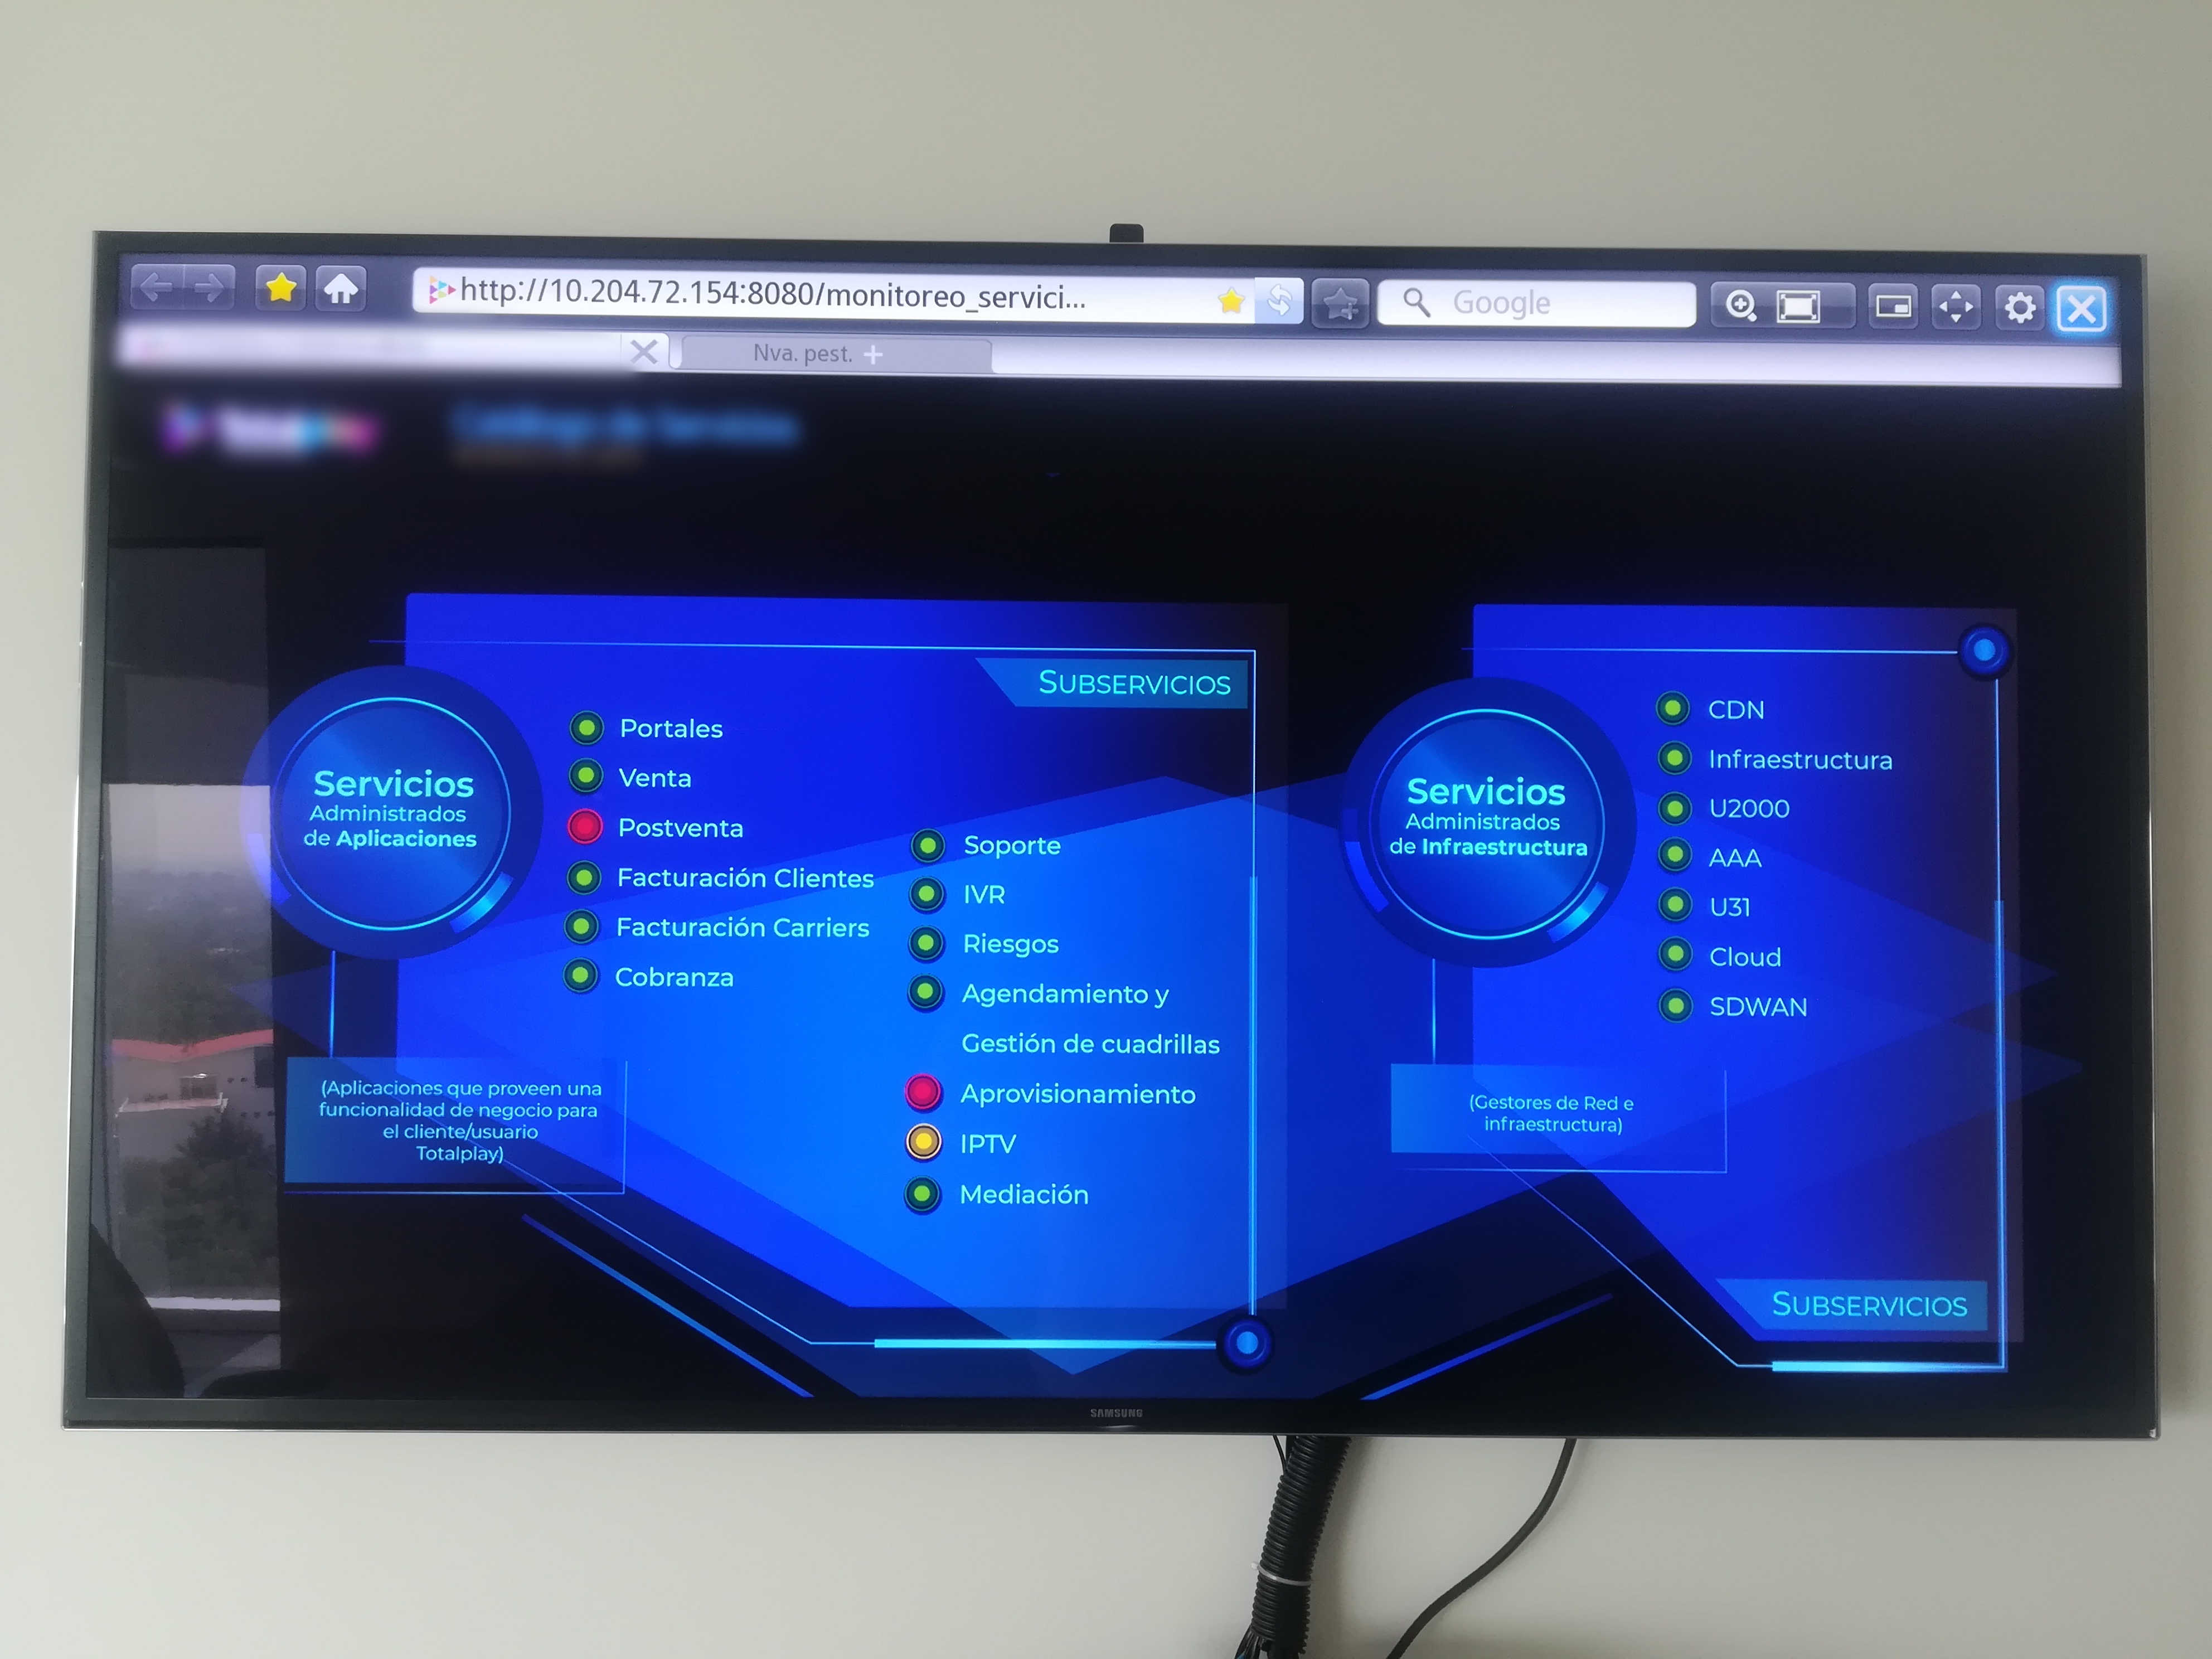 http://10.204.72.154:8080/monitoreo_servici...
Google
Nva. pest. +
SUBSERVICIOS
Servicios
Administrados
de Aplicaciones
Portales
Venta
Postventa
Facturación Clientes
Facturación Carriers
Cobranza
Soporte
IVR
Riesgos
Agendamiento y
Gestión de cuadrillas
Aprovisionamiento
IPTV
Mediación
(Aplicaciones que proveen una
funcionalidad de negocio para
el cliente/usuario
Totalplay)
Servicios
Administrados
de Infraestructura
CDN
Infraestructura
U2000
AAA
U31
Cloud
SDWAN
(Gestores de Red e
infraestructura)
SUBSERVICIOS
SAMSUNG